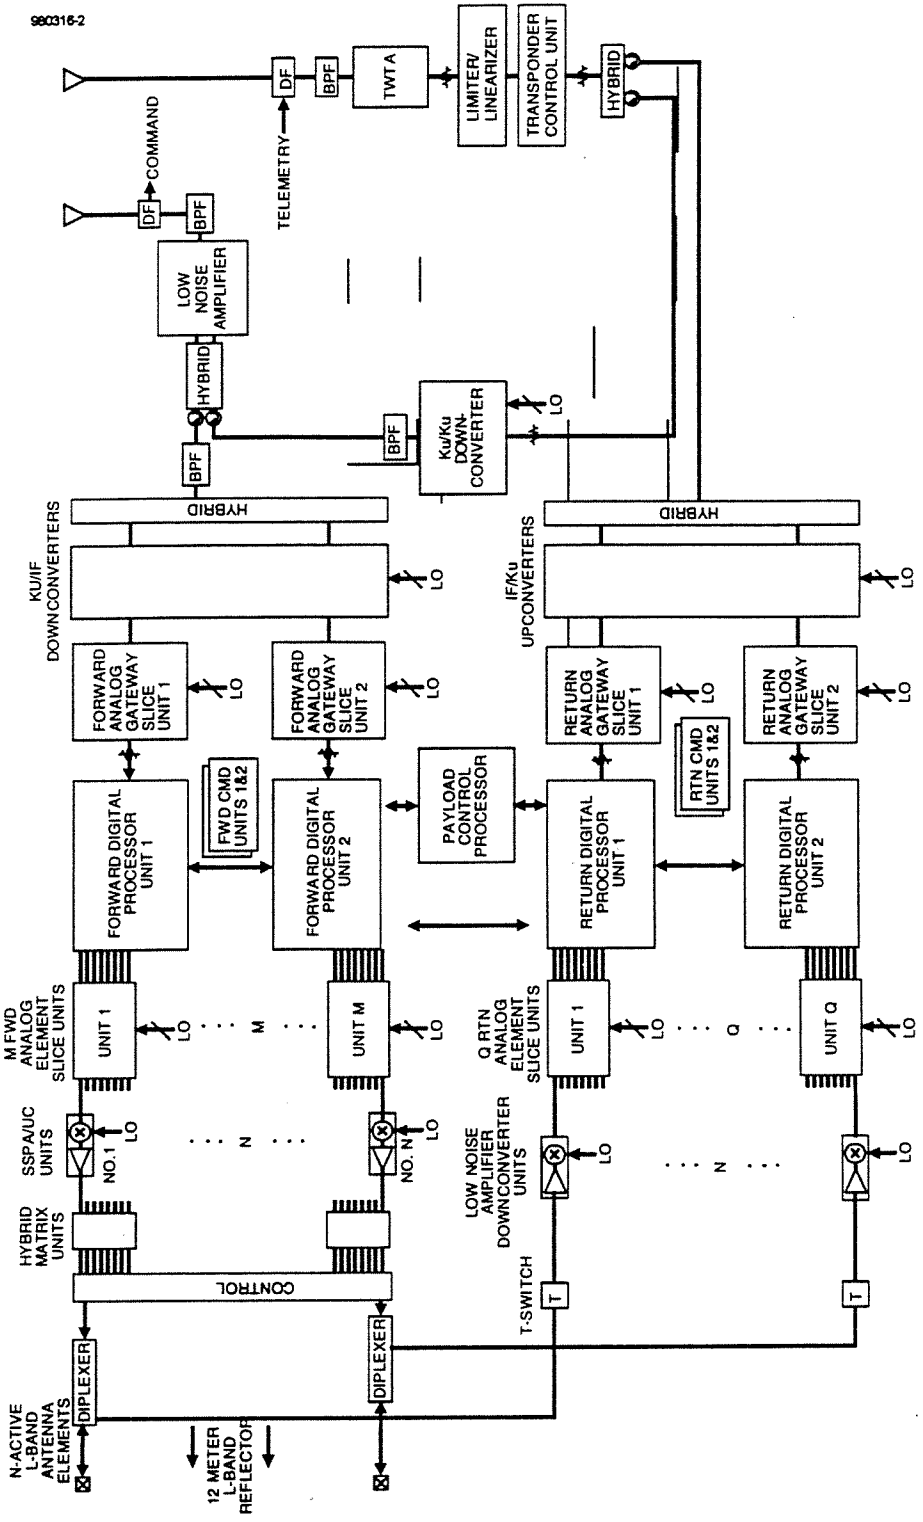 980316-2
N-ACTIVE
L-BAND
ANTENNA
ELEMENTS
DIPLEXER
12 METER
L-BAND
REFLECTOR
DIPLEXER
CONTROL
HYBRID
MATRIX
UNITS
SSPA/UC
UNITS
NO.1
LO
N
NO. N
LO
M FWD
ANALOG
ELEMENT
SLICE UNITS
UNIT 1
LO
M
UNIT M
LO
FORWARD DIGITAL
PROCESSOR
UNIT 1
FWD CMD
UNITS 1&2
FORWARD DIGITAL
PROCESSOR
UNIT 2
FORWARD
ANALOG
GATEWAY
SLICE
UNIT 1
LO
FORWARD
ANALOG
GATEWAY
SLICE
UNIT 2
LO
KU/IF
DOWNCONVERTERS
LO
HYBRID
BPF
HYBRID
LOW
NOISE
AMPLIFIER
BPF
DF
COMMAND
TELEMETRY
DF
BPF
TWTA
LIMITER/
LINEARIZER
TRANSPONDER
CONTROL UNIT
HYBRID
BPF
Ku/Ku
DOWN-
CONVERTER
LO
PAYLOAD
CONTROL
PROCESSOR
T-SWITCH
T
T
LOW NOISE
AMPLIFIER
DOWNCONVERTER
UNITS
LO
N
LO
Q RTN
ANALOG
ELEMENT
SLICE UNITS
UNIT 1
LO
Q
UNIT Q
LO
RETURN DIGITAL
PROCESSOR
UNIT 1
RTN CMD
UNITS 1&2
RETURN DIGITAL
PROCESSOR
UNIT 2
RETURN
ANALOG
GATEWAY
SLICE
UNIT 1
LO
RETURN
ANALOG
GATEWAY
SLICE
UNIT 2
LO
IF/Ku
UPCONVERTERS
LO
HYBRID